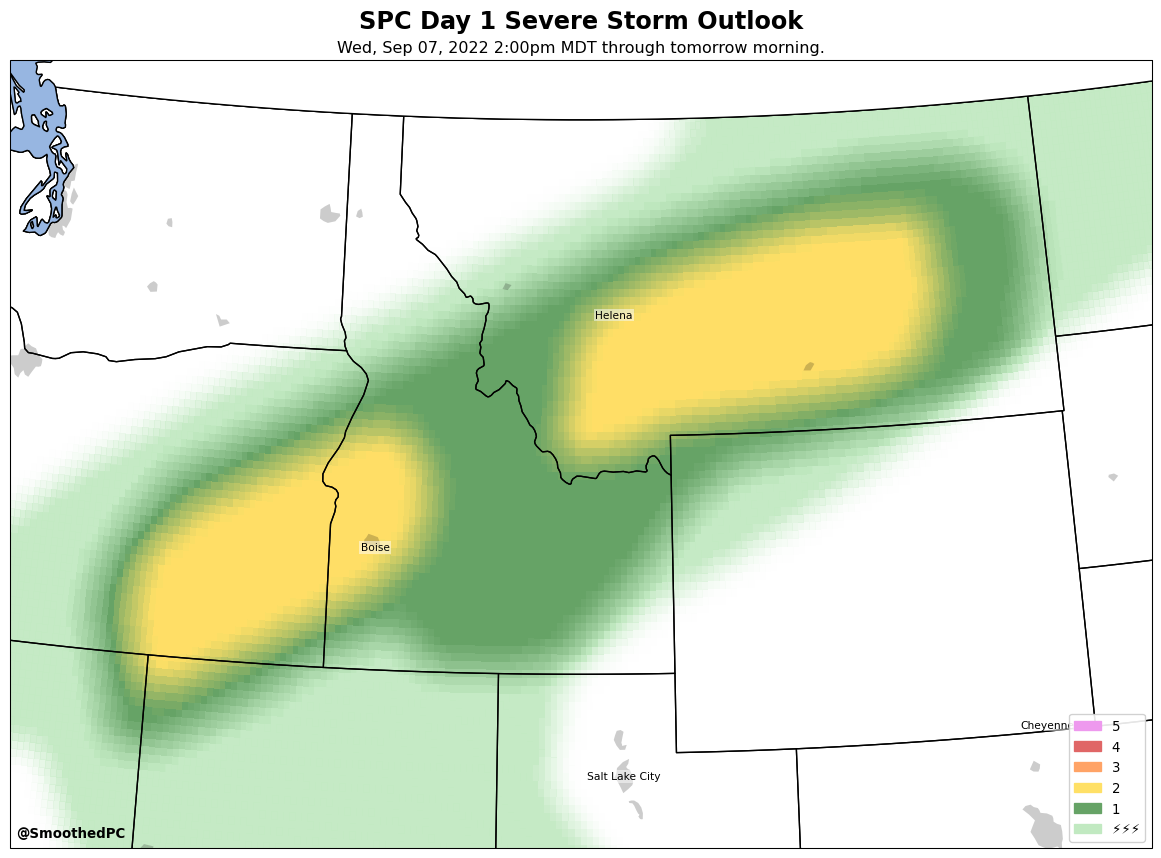 SPC Day 1 Severe Storm Outlook
Wed, Sep 07, 2022 2:00pm MDT through tomorrow morning.
Helena
Boise
Salt Lake City
Cheyenn
5
4
3
2
1
⚡⚡⚡
@SmoothedPC